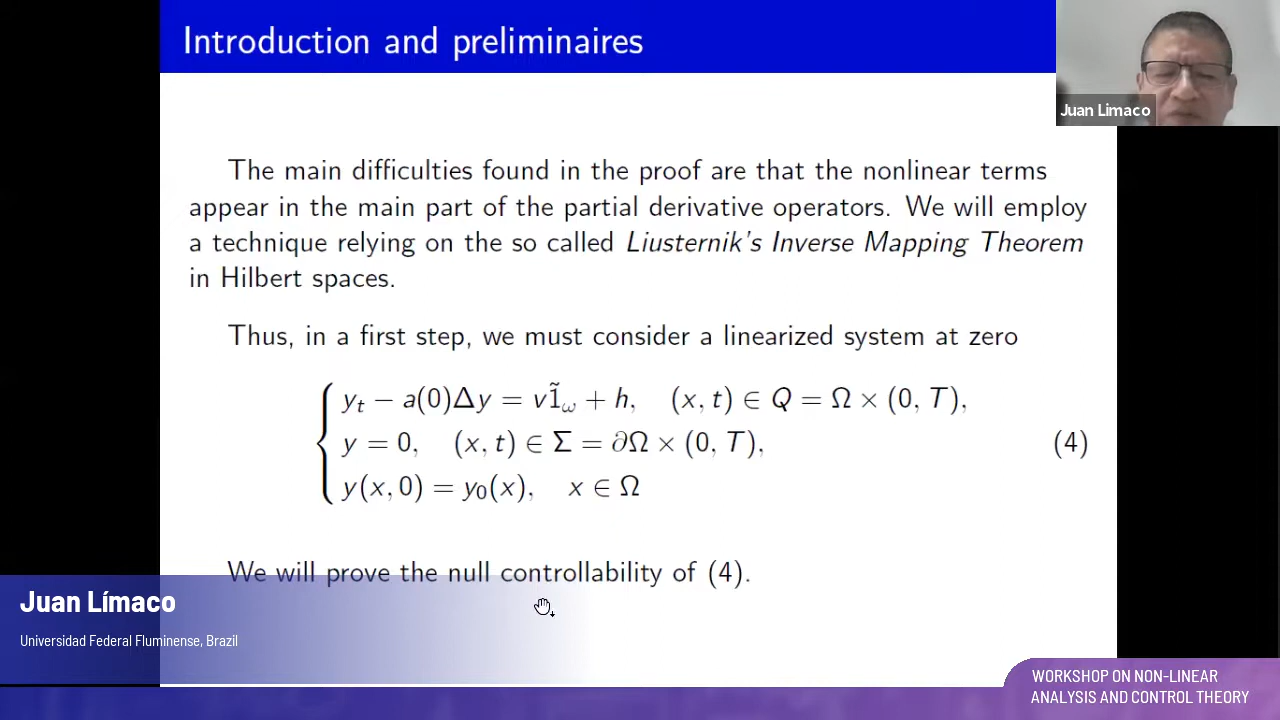 Introduction and preliminaires
Juan Limaco
The main difficulties found in the proof are that the nonlinear terms
appear in the main part of the partial derivative operators. We will employ
a technique relying on the so called Liusternik's Inverse Mapping Theorem
in Hilbert spaces.
Thus, in a first step, we must consider a linearized system at zero
y_t − a(0)Δy = v1̃_ω + h, (x, t) ∈ Q = Ω × (0, T),
y = 0, (x, t) ∈ Σ = ∂Ω × (0, T), (4)
y(x, 0) = y_0(x), x ∈ Ω
We will prove the null controllability of (4).
Juan Límaco
Universidad Federal Fluminense, Brazil
WORKSHOP ON NON-LINEAR
ANALYSIS AND CONTROL THEORY